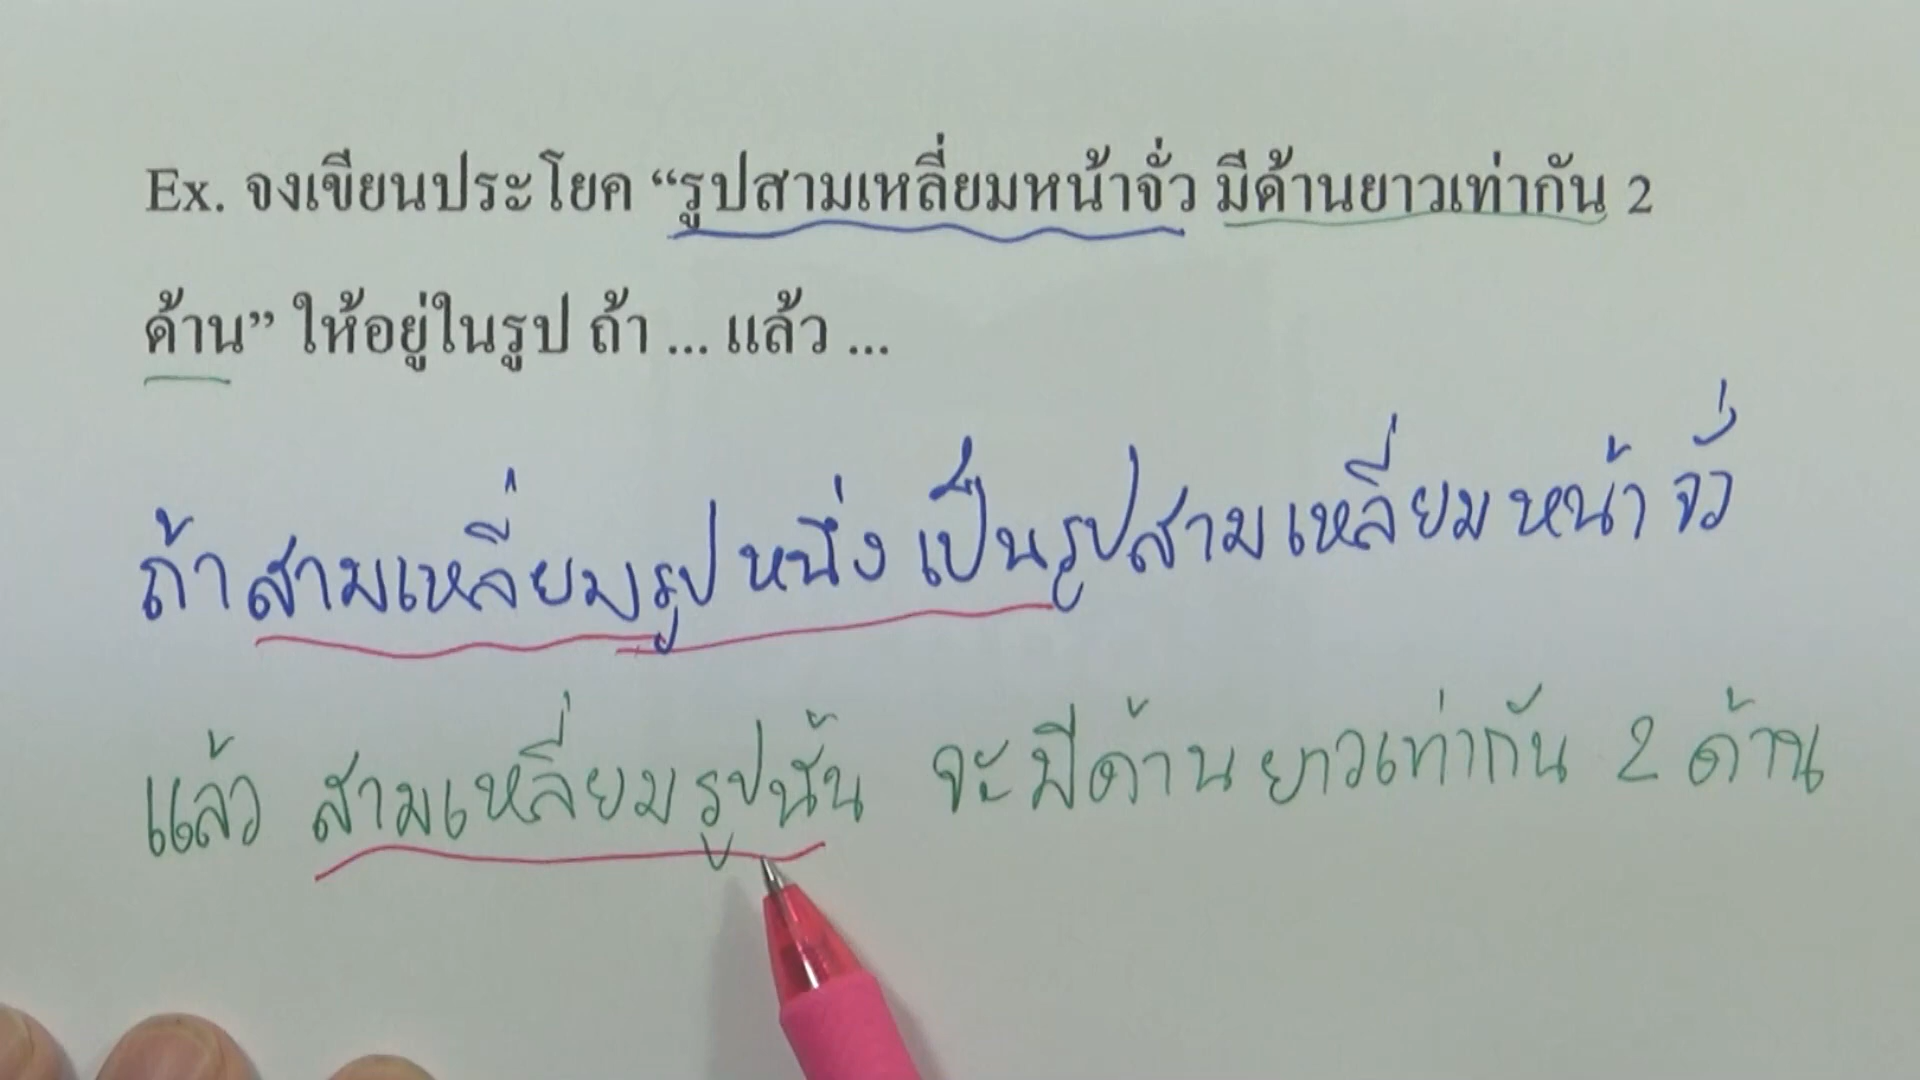 Ex. จงเขียนประโยค “รูปสามเหลี่ยมหน้าจั่ว มีด้านยาวเท่ากัน 2
ด้าน” ให้อยู่ในรูป ถ้า ... แล้ว ...
ถ้า สามเหลี่ยมรูปหนึ่ง เป็นรูปสามเหลี่ยมหน้าจั่ว
แล้ว สามเหลี่ยมรูปนั้น จะมีด้านยาวเท่ากัน 2 ด้าน